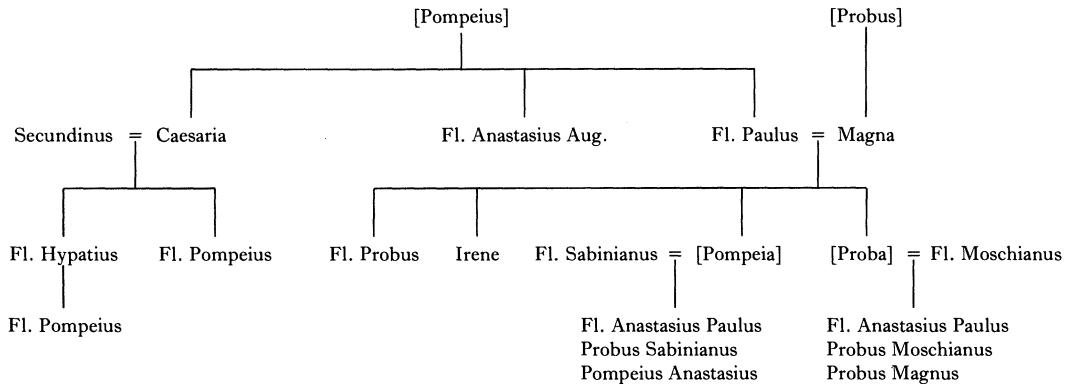 [Pompeius] [Probus]
Secundinus = Caesaria Fl. Anastasius Aug. Fl. Paulus = Magna
Fl. Hypatius Fl. Pompeius Fl. Probus Irene Fl. Sabinianus = [Pompeia] [Proba] = Fl. Moschianus
Fl. Pompeius Fl. Anastasius Paulus Fl. Anastasius Paulus
Probus Sabinianus Probus Moschianus
Pompeius Anastasius Probus Magnus